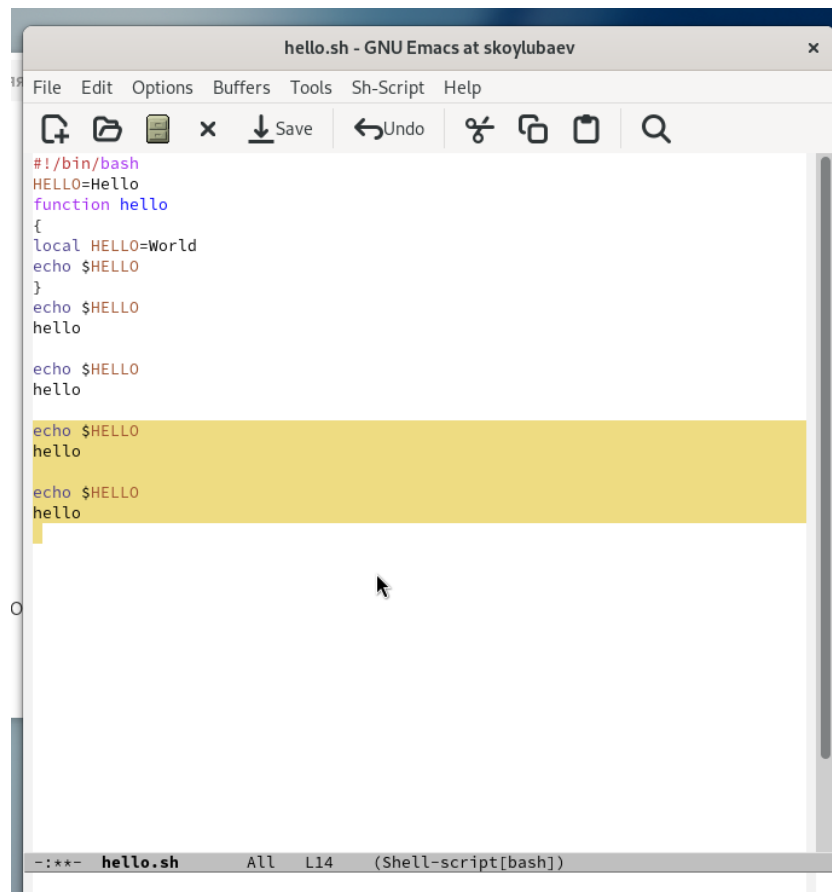 hello.sh - GNU Emacs at skoylubaev
File Edit Options Buffers Tools Sh-Script Help
Save Undo
#!/bin/bash
HELLO=Hello
function hello
{
local HELLO=World
echo $HELLO
}
echo $HELLO
hello
echo $HELLO
hello
echo $HELLO
hello
echo $HELLO
hello
-:**- hello.sh All L14 (Shell-script[bash])